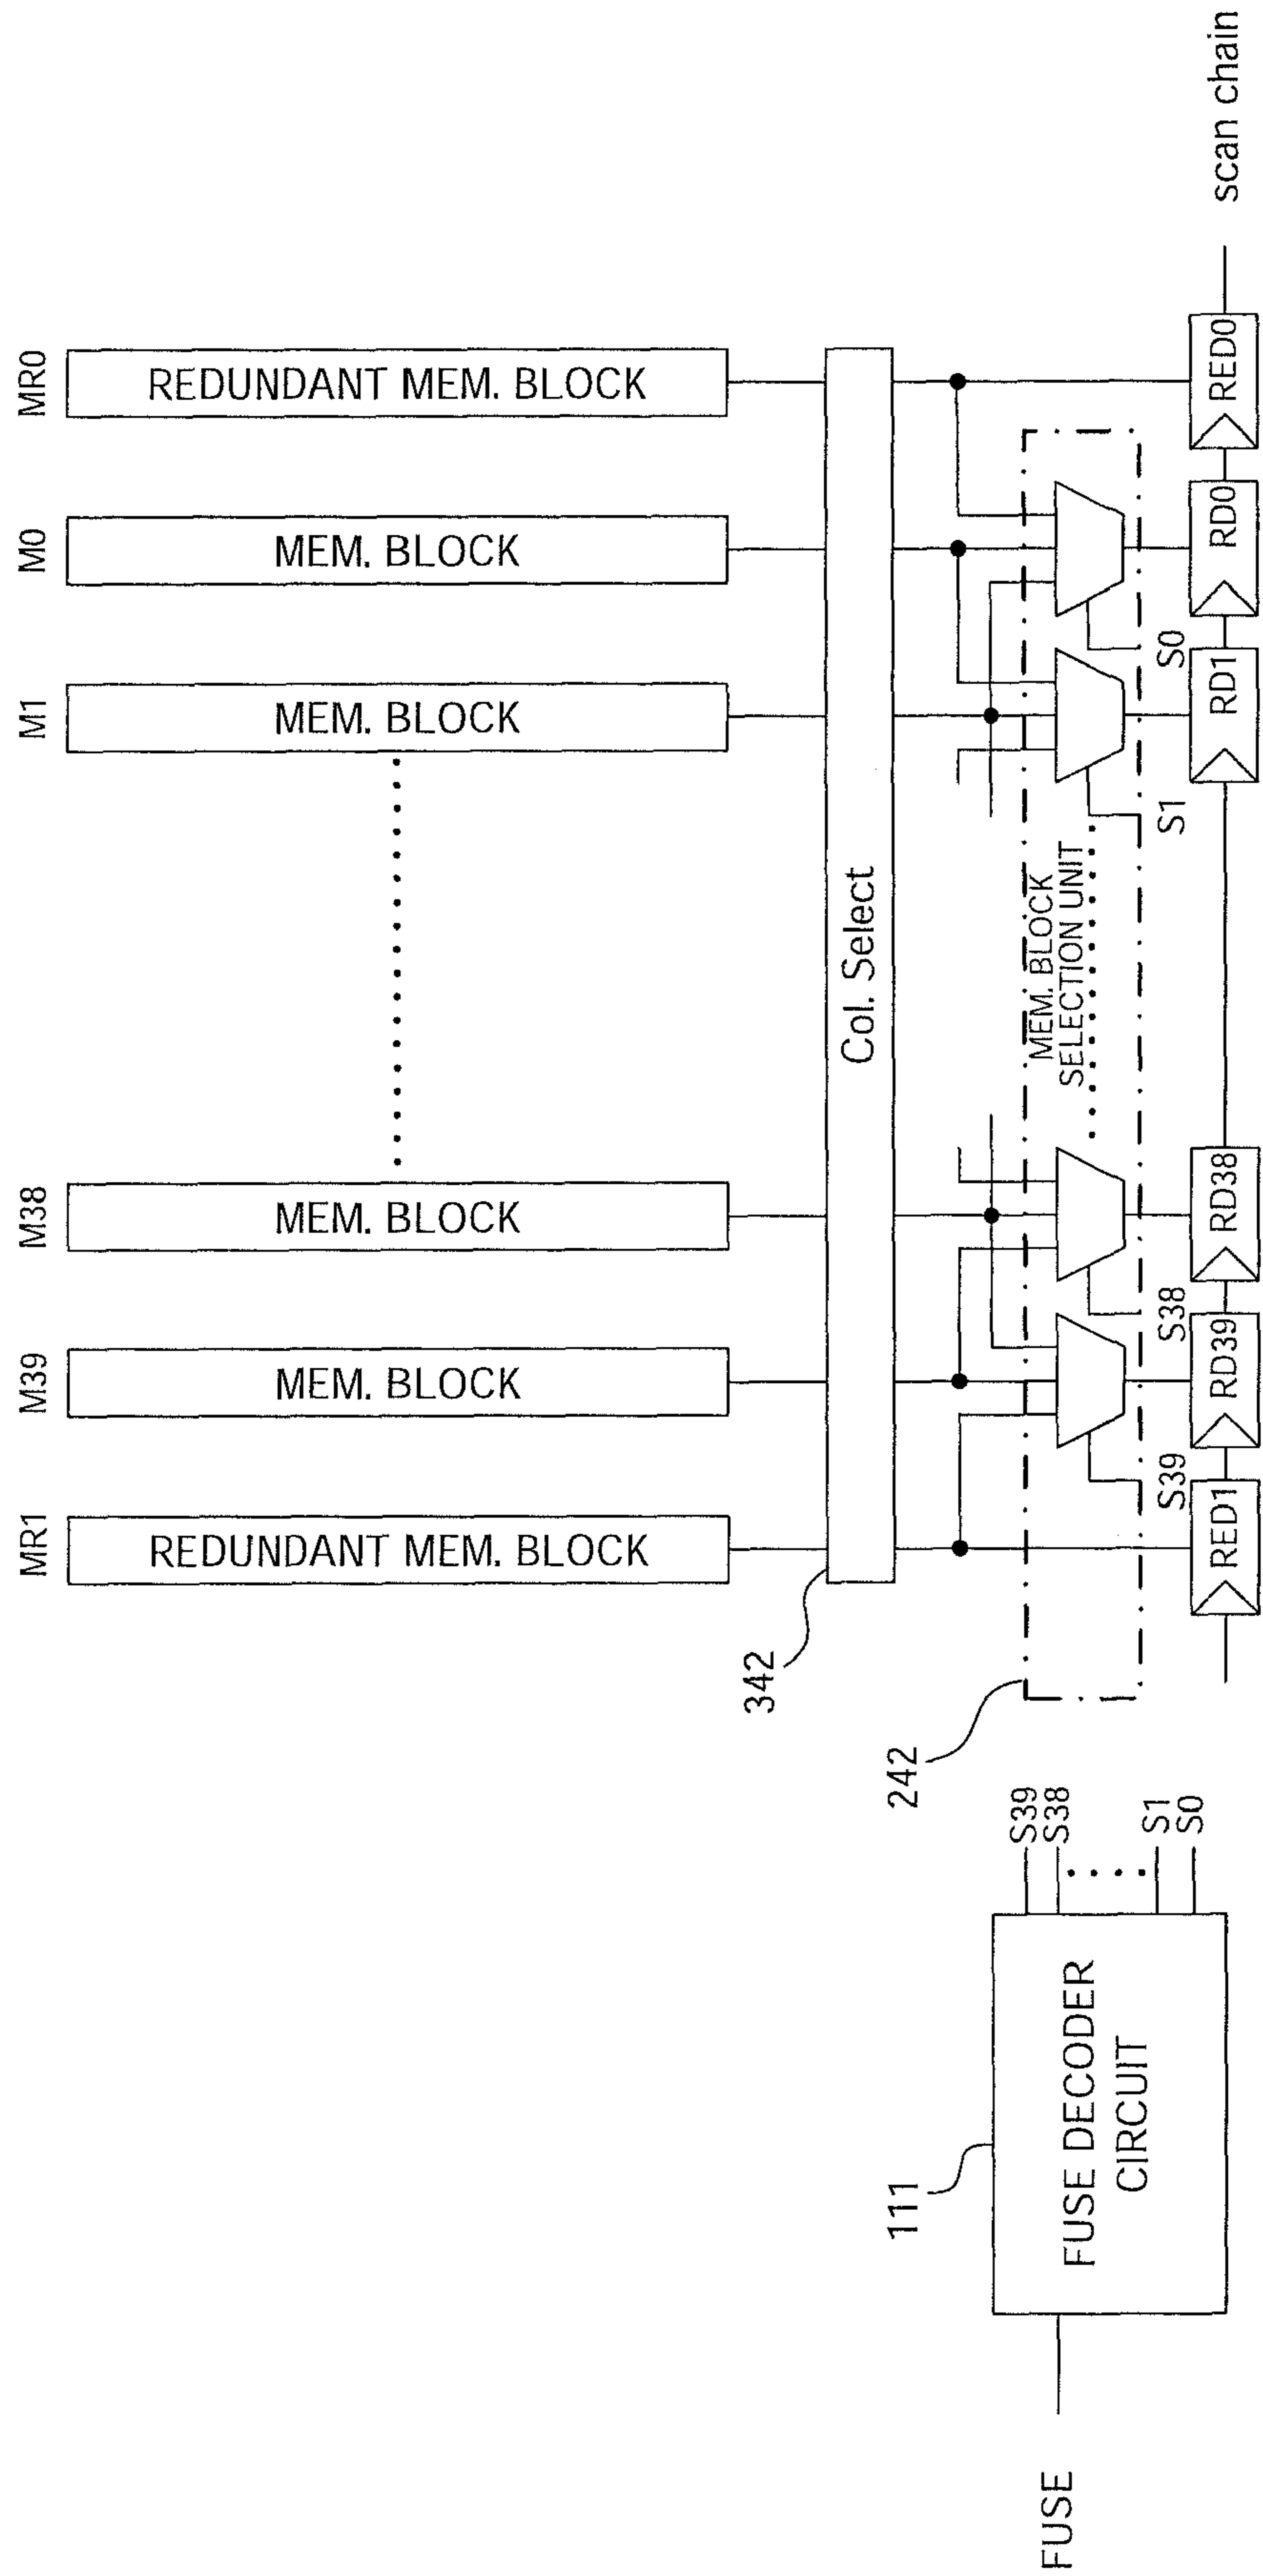 MR1
M39
M38
M1
M0
MR0
REDUNDANT MEM. BLOCK
MEM. BLOCK
MEM. BLOCK
MEM. BLOCK
MEM. BLOCK
REDUNDANT MEM. BLOCK
342
Col. Select
242
MEM. BLOCK
SELECTION UNIT
S39
S38
S1
S0
RED1
RD39
RD38
RD1
RD0
RED0
scan chain
111
FUSE
FUSE DECODER
CIRCUIT
S39
S38
S1
S0